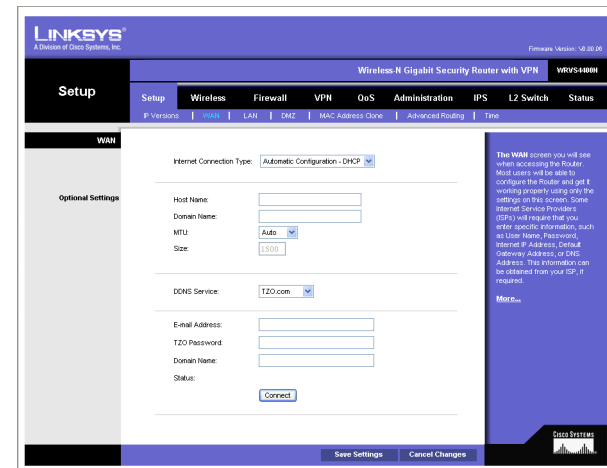 LINKSYS®
A Division of Cisco Systems, Inc.
Firmware Version: V0.00.06
Wireless-N Gigabit Security Router with VPN WRVS4400N
Setup
Setup Wireless Firewall VPN QoS Administration IPS L2 Switch Status
IP Versions | WAN | LAN | DMZ | MAC Address Clone | Advanced Routing | Time
WAN
Internet Connection Type: Automatic Configuration - DHCP
Optional Settings
Host Name:
Domain Name:
MTU: Auto
Size: 1500
DDNS Service: TZO.com
E-mail Address:
TZO Password:
Domain Name:
Status:
Connect
The WAN screen you will see
when accessing the Router.
Most users will be able to
configure the Router and get it
working properly using only the
settings on this screen. Some
Internet Service Providers
(ISPs) will require that you
enter specific information, such
as User Name, Password,
Internet IP Address, Default
Gateway Address, or DNS
Address. This information can
be obtained from your ISP, if
required.
More...
Save Settings Cancel Changes
CISCO SYSTEMS